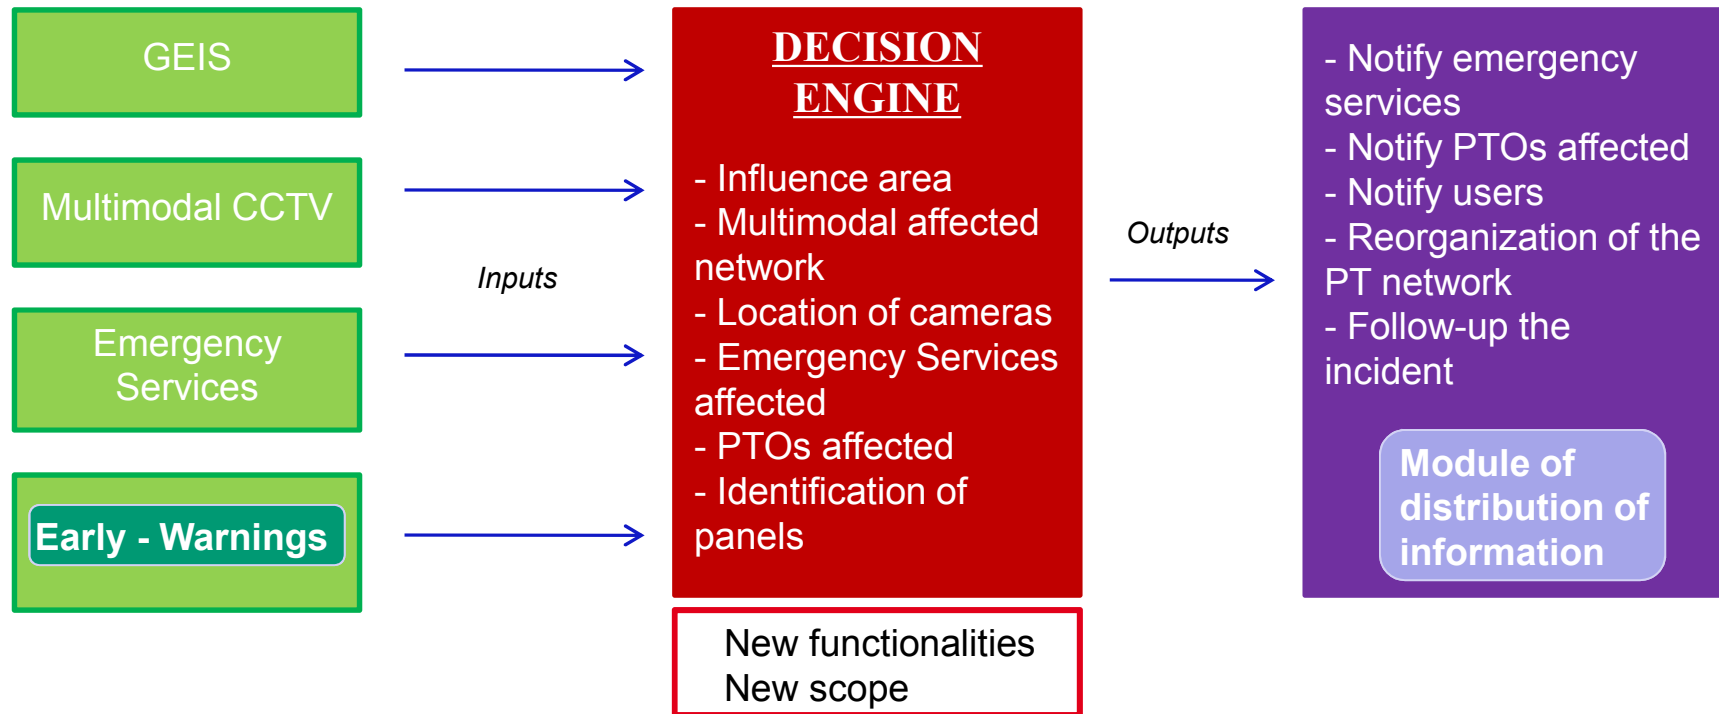 GEIS
Multimodal CCTV
Emergency
Services
Early - Warnings
Inputs
DECISION
ENGINE
- Influence area
- Multimodal affected
network
- Location of cameras
- Emergency Services
affected
- PTOs affected
- Identification of
panels
New functionalities
New scope
Outputs
- Notify emergency
services
- Notify PTOs affected
- Notify users
- Reorganization of the
PT network
- Follow-up the
incident
Module of
distribution of
information